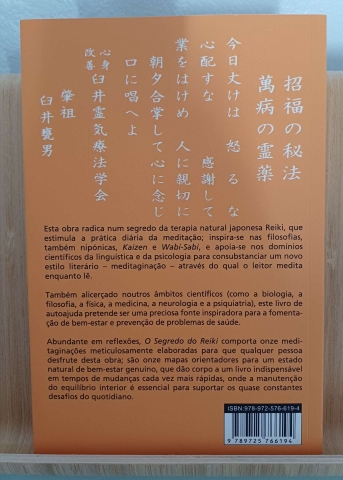 招福の秘法
萬病の霊薬
今日丈けは 怒るな
心配すな 感謝して
業をはけめ 人に親切に
朝夕合掌して心に念じ
口に唱へよ
心身
改善 臼井霊気療法学会
肇祖
臼井甕男
Esta obra radica num segredo da terapia natural japonesa Reiki, que
estimula a prática diária da meditação; inspira-se nas filosofias,
também nipónicas, Kaizen e Wabi-Sabi, e apoia-se nos domínios
científicos da linguística e da psicologia para consubstanciar um novo
estilo literário – meditaginação – através do qual o leitor medita
enquanto lê.
Também alicerçado noutros âmbitos científicos (como a biologia, a
filosofia, a física, a medicina, a neurologia e a psiquiatria), este livro de
autoajuda pretende ser uma preciosa fonte inspiradora para a fomenta-
ção de bem-estar e prevenção de problemas de saúde.
Abundante em reflexões, O Segredo do Reiki comporta onze medi-
taginações meticulosamente elaboradas para que qualquer pessoa
desfrute desta obra; são onze mapas orientadores para um estado
natural de bem-estar genuíno, que dão corpo a um livro indispensável
em tempos de mudanças cada vez mais rápidas, onde a manutenção
do equilíbrio interior é essencial para suportar os quase constantes
desafios do quotidiano.
ISBN:978-972-576-619-4
9 789725 766194